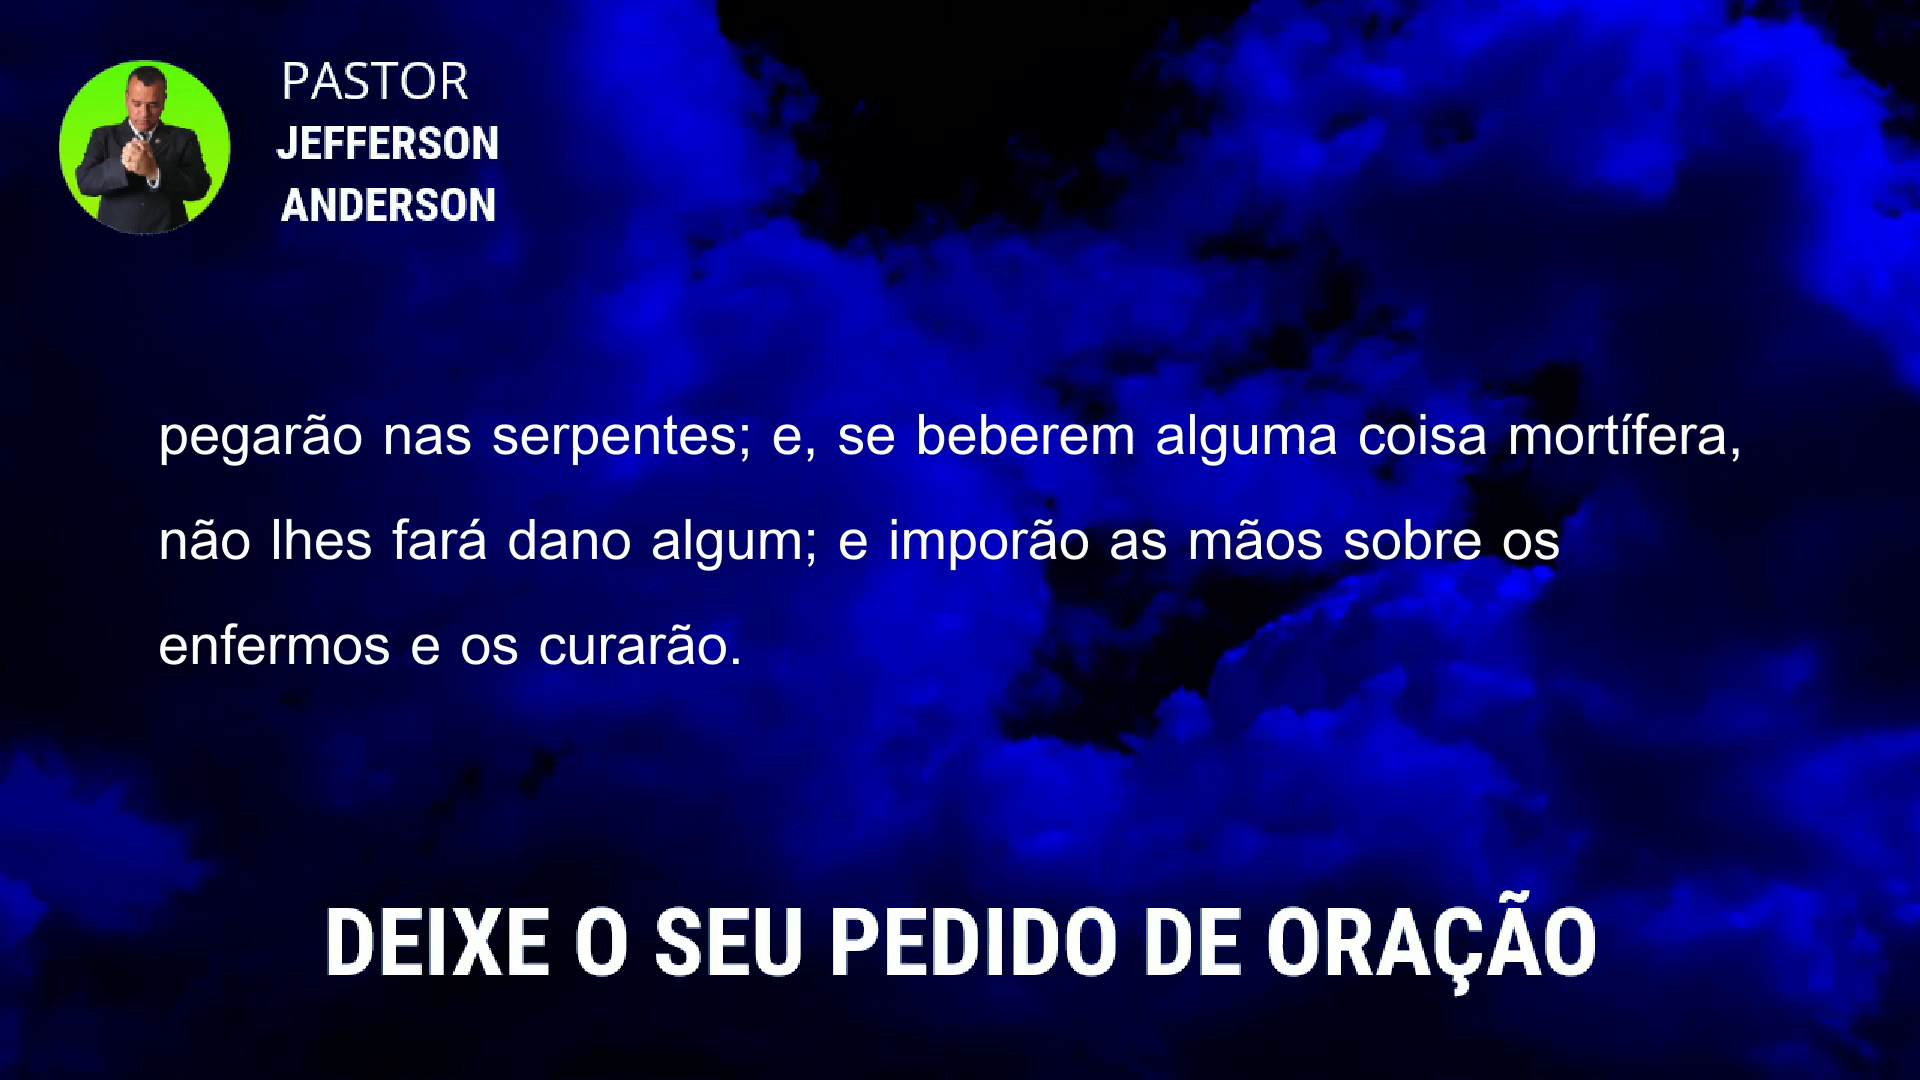 PASTOR
JEFFERSON
ANDERSON
pegarão nas serpentes; e, se beberem alguma coisa mortífera,
não lhes fará dano algum; e imporão as mãos sobre os
enfermos e os curarão.
DEIXE O SEU PEDIDO DE ORAÇÃO